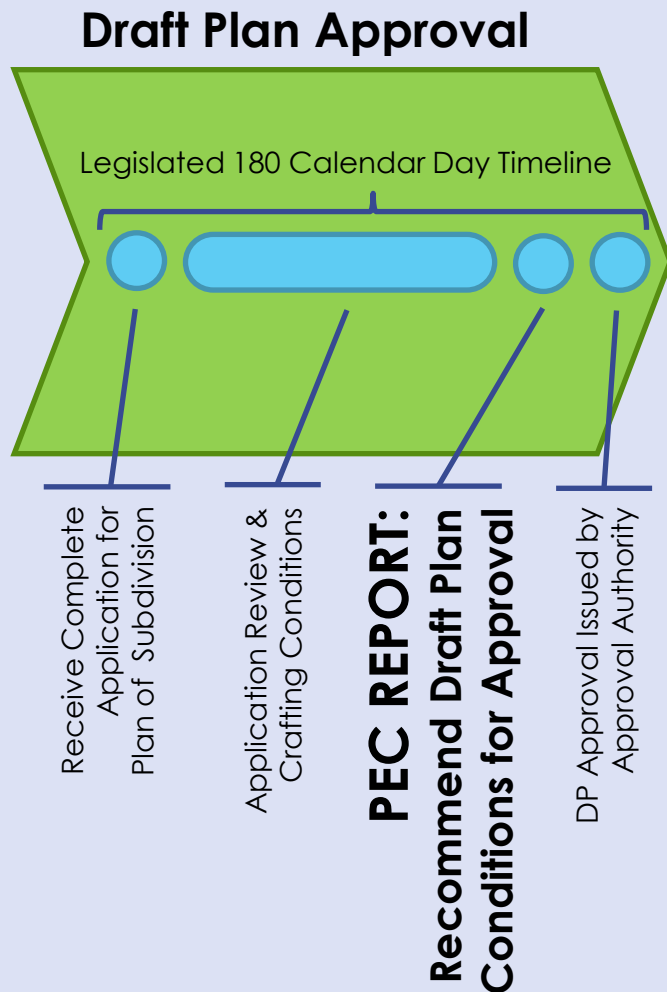 Draft Plan Approval
Legislated 180 Calendar Day Timeline
Receive Complete
Application for
Plan of Subdivision
Application Review &
Crafting Conditions
PEC REPORT:
Recommend Draft Plan
Conditions for Approval
DP Approval Issued by
Approval Authority